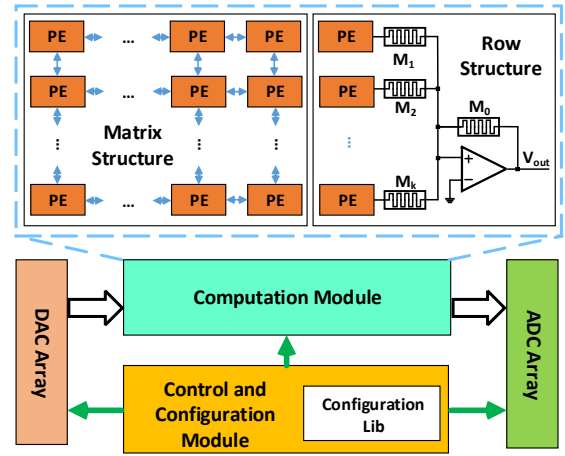 PE ... PE PE
PE ... PE PE
... Matrix Structure ...
PE ... PE PE
PE M1
PE M2
...
PE Mk
Row Structure
M0
+
−
Vout
DAC Array
Computation Module
ADC Array
Control and
Configuration
Module
Configuration
Lib